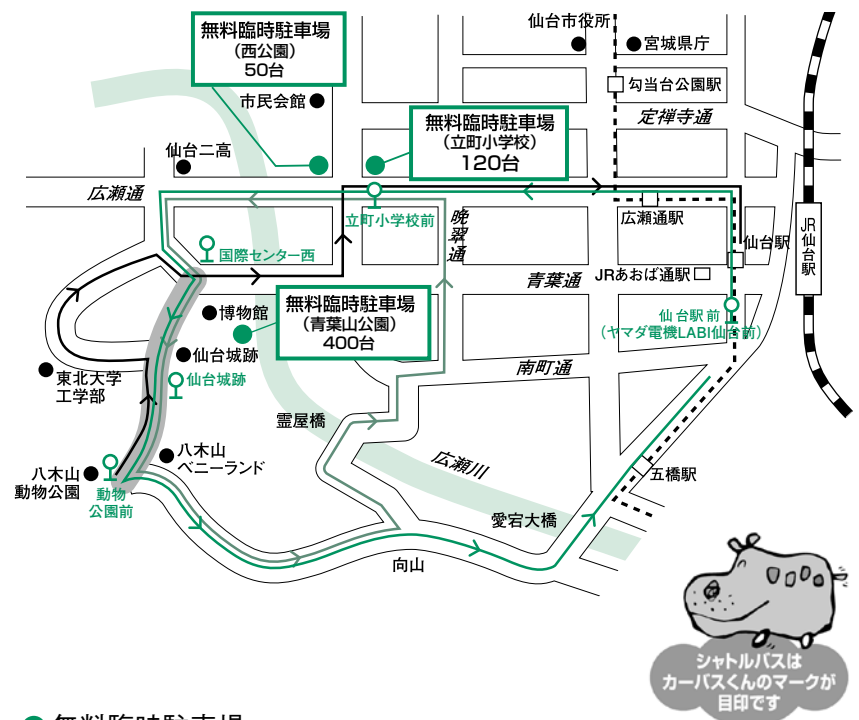 無料臨時駐車場
(西公園)
50台
仙台市役所
宮城県庁
勾当台公園駅
定禅寺通
市民会館
無料臨時駐車場
(立町小学校)
120台
仙台二高
広瀬通
立町小学校前
晩翠通
広瀬通駅
仙台駅
JR仙台駅
国際センター西
青葉通
JRあおば通駅
博物館
無料臨時駐車場
(青葉山公園)
400台
仙台駅前
(ヤマダ電機LABI仙台前)
仙台城跡
仙台城跡
東北大学
工学部
南町通
霊屋橋
八木山
ベニーランド
八木山
動物公園
動物
公園前
広瀬川
五橋駅
愛宕大橋
向山
シャトルバスは
カーバスくんのマークが
目印です
無料臨時駐車場